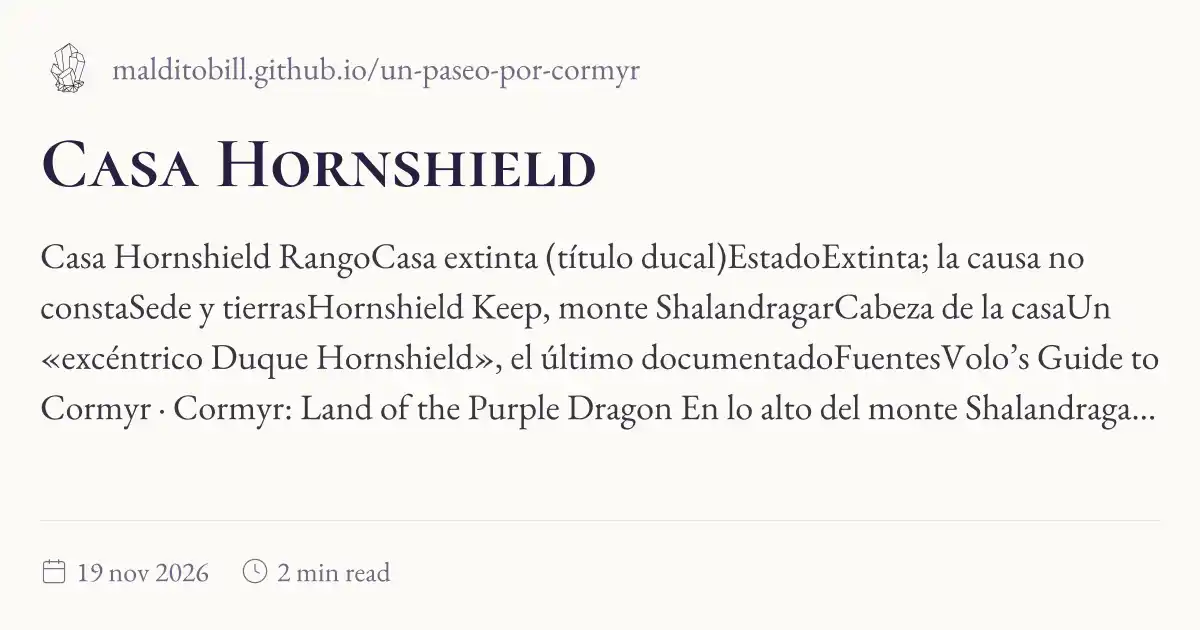 malditobill.github.io/un-paseo-por-cormyr
Casa Hornshield
Casa Hornshield RangoCasa extinta (título ducal)EstadoExtinta; la causa no
constaSede y tierrasHornshield Keep, monte ShalandragarCabeza de la casaUn
«excéntrico Duque Hornshield», el último documentadoFuentesVolo’s Guide to
Cormyr · Cormyr: Land of the Purple Dragon En lo alto del monte Shalandraga...
19 nov 2026
2 min read